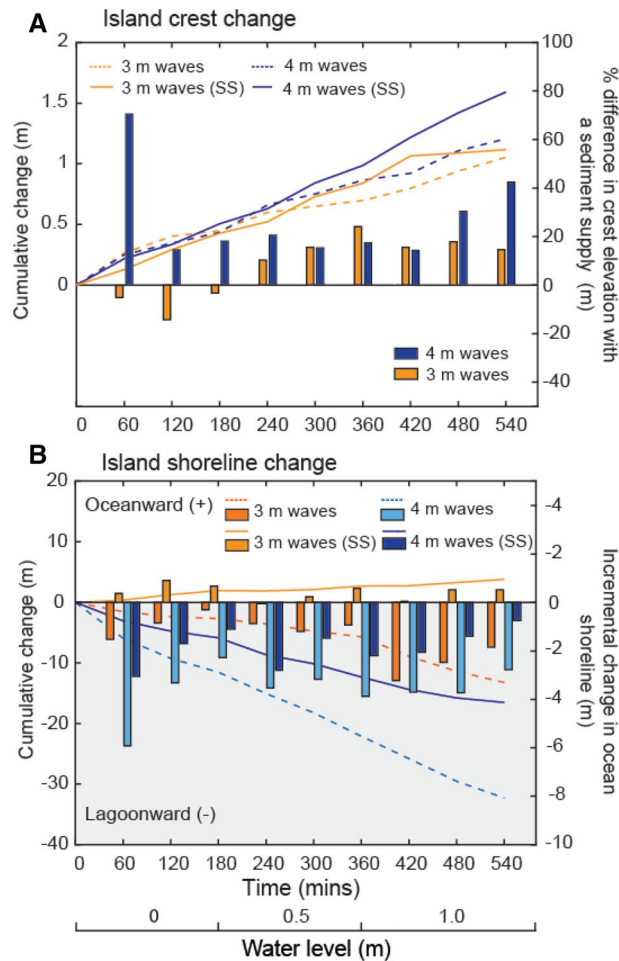 A
Island crest change
2
1.5
1
0.5
0
Cumulative change (m)
3 m waves
4 m waves
3 m waves (SS)
4 m waves (SS)
100
80
60
40
20
0
-20
-40
% difference in crest elevation with
a sediment supply (m)
4 m waves
3 m waves
0 60 120 180 240 300 360 420 480 540
B
Island shoreline change
20
10
0
-10
-20
-30
-40
Cumulative change (m)
Oceanward (+)
3 m waves
4 m waves
3 m waves (SS)
4 m waves (SS)
-4
-2
0
-2
-4
-6
-8
-10
Incremental change in ocean
shoreline (m)
Lagoonward (-)
0 60 120 180 240 300 360 420 480 540
Time (mins)
0 0.5 1.0
Water level (m)